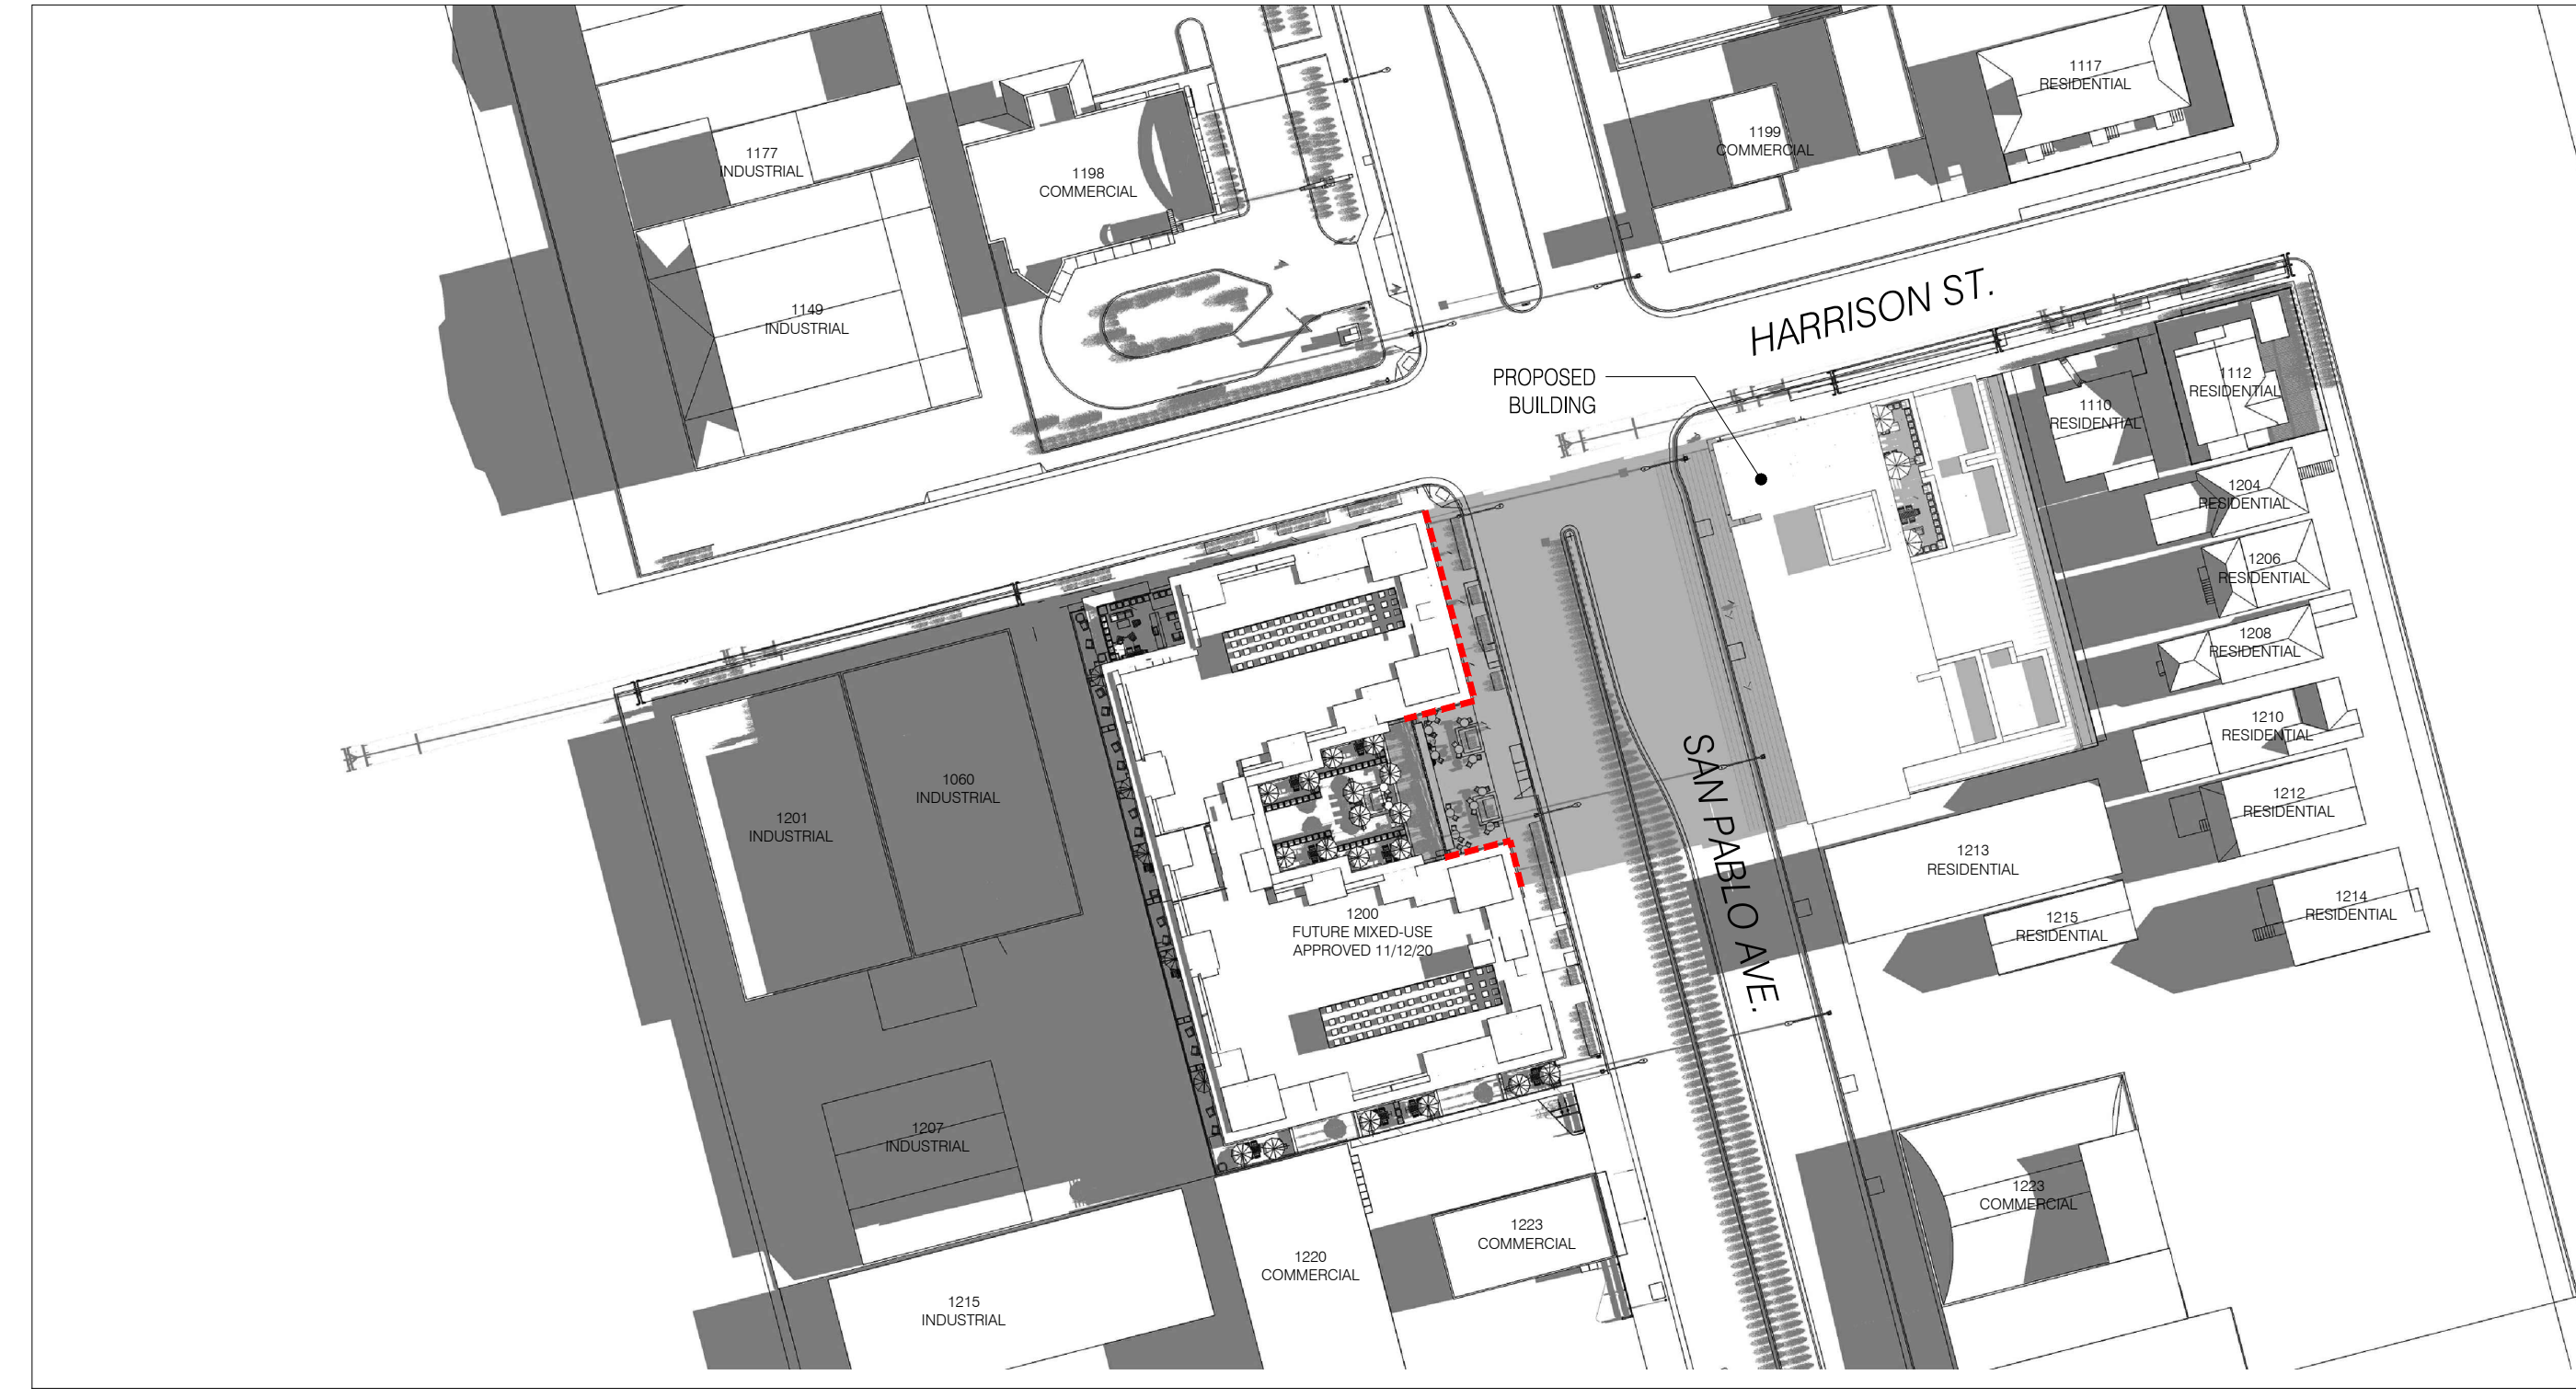 1117
RESIDENTIAL
1199
COMMERCIAL
1177
INDUSTRIAL
1198
COMMERCIAL
1149
INDUSTRIAL
HARRISON ST.
PROPOSED
BUILDING
1112
RESIDENTIAL
1110
RESIDENTIAL
1204
RESIDENTIAL
1206
RESIDENTIAL
1208
RESIDENTIAL
1210
RESIDENTIAL
1212
RESIDENTIAL
1060
INDUSTRIAL
1201
INDUSTRIAL
SAN PABLO AVE.
1213
RESIDENTIAL
1214
RESIDENTIAL
1215
RESIDENTIAL
1200
FUTURE MIXED-USE
APPROVED 11/12/20
1207
INDUSTRIAL
1223
COMMERCIAL
1223
COMMERCIAL
1220
COMMERCIAL
1215
INDUSTRIAL